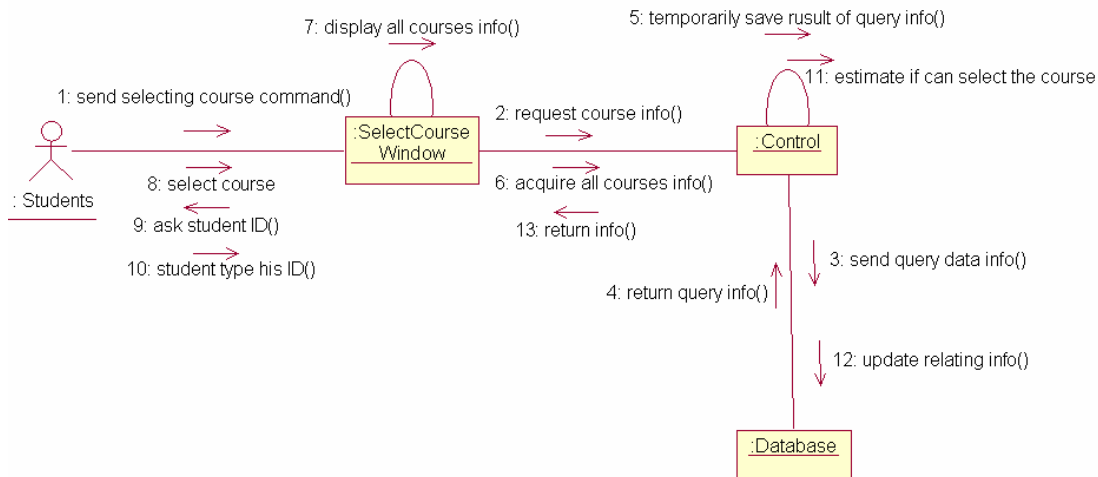 5: temporarily save rusult of query info()
7: display all courses info()
11: estimate if can select the course
1: send selecting course command()
2: request course info()
:SelectCourse
Window
:Control
8: select course
6: acquire all courses info()
: Students
9: ask student ID()
13: return info()
10: student type his ID()
3: send query data info()
4: return query info()
12: update relating info()
:Database